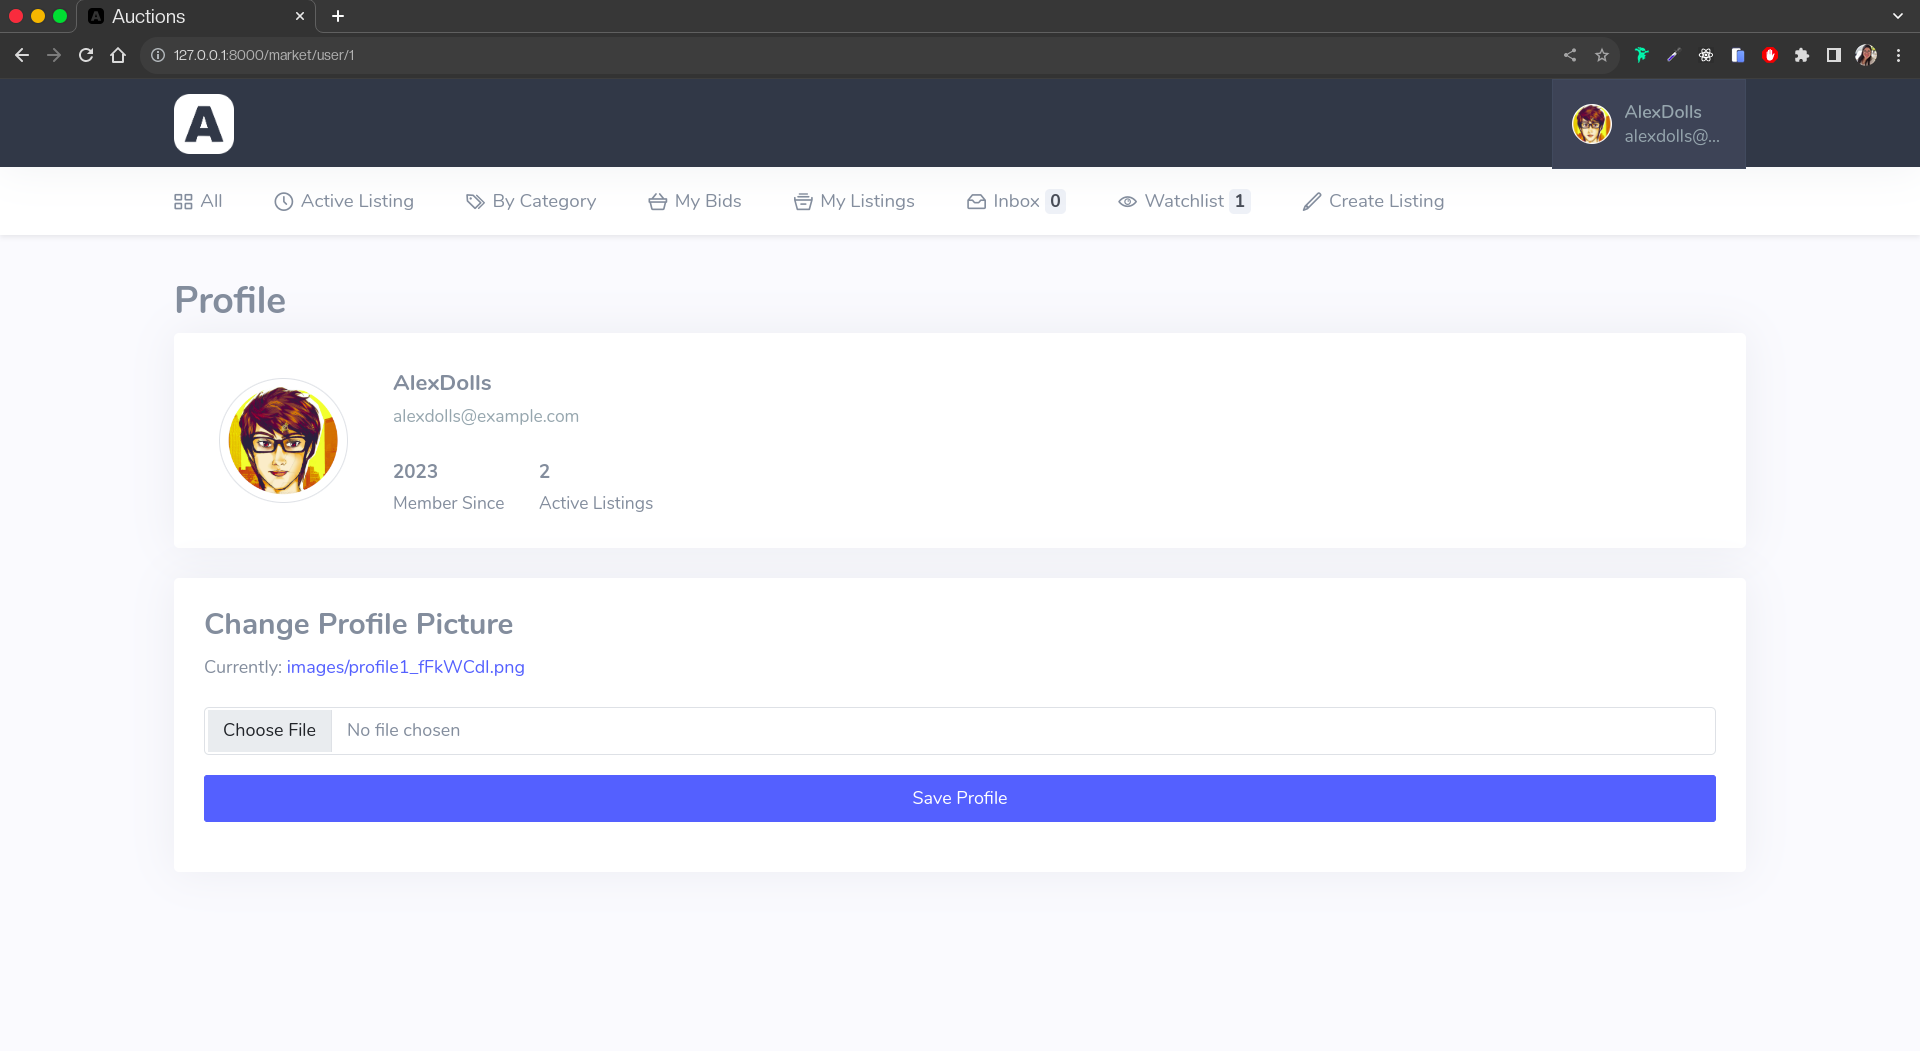 Auctions
127.0.0.1:8000/market/user/1
A
AlexDolls
alexdolls@...
All
Active Listing
By Category
My Bids
My Listings
Inbox 0
Watchlist 1
Create Listing
Profile
AlexDolls
alexdolls@example.com
2023
Member Since
2
Active Listings
Change Profile Picture
Currently: images/profile1_fFkWCdI.png
Choose File
No file chosen
Save Profile